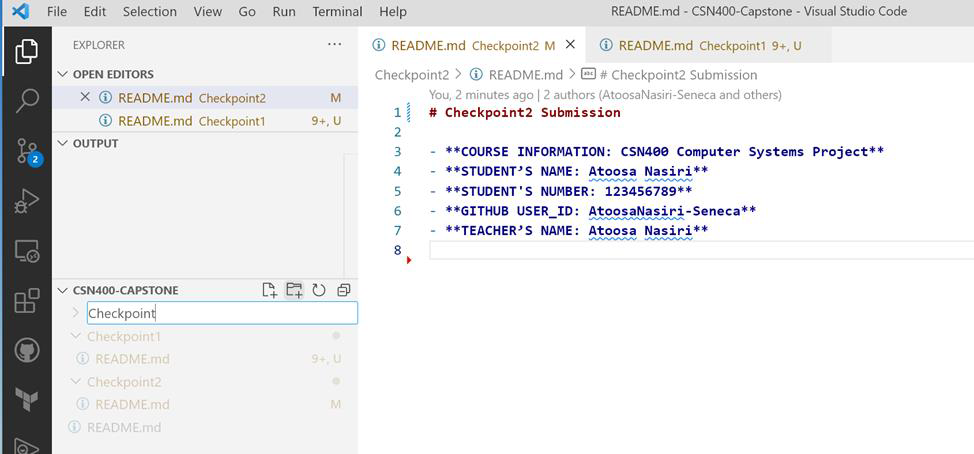 File Edit Selection View Go Run Terminal Help README.md - CSN400-Capstone - Visual Studio Code
EXPLORER ...
OPEN EDITORS
README.md Checkpoint2 M
README.md Checkpoint1 9+, U
OUTPUT
CSN400-CAPSTONE
Checkpoint
Checkpoint1
README.md 9+, U
Checkpoint2
README.md M
README.md
2
README.md Checkpoint2 M README.md Checkpoint1 9+, U
Checkpoint2 > README.md > # Checkpoint2 Submission
You, 2 minutes ago | 2 authors (AtoosaNasiri-Seneca and others)
1 # Checkpoint2 Submission
2
3 - **COURSE INFORMATION: CSN400 Computer Systems Project**
4 - **STUDENT’S NAME: Atoosa Nasiri**
5 - **STUDENT'S NUMBER: 123456789**
6 - **GITHUB USER_ID: AtoosaNasiri-Seneca**
7 - **TEACHER’S NAME: Atoosa Nasiri**
8